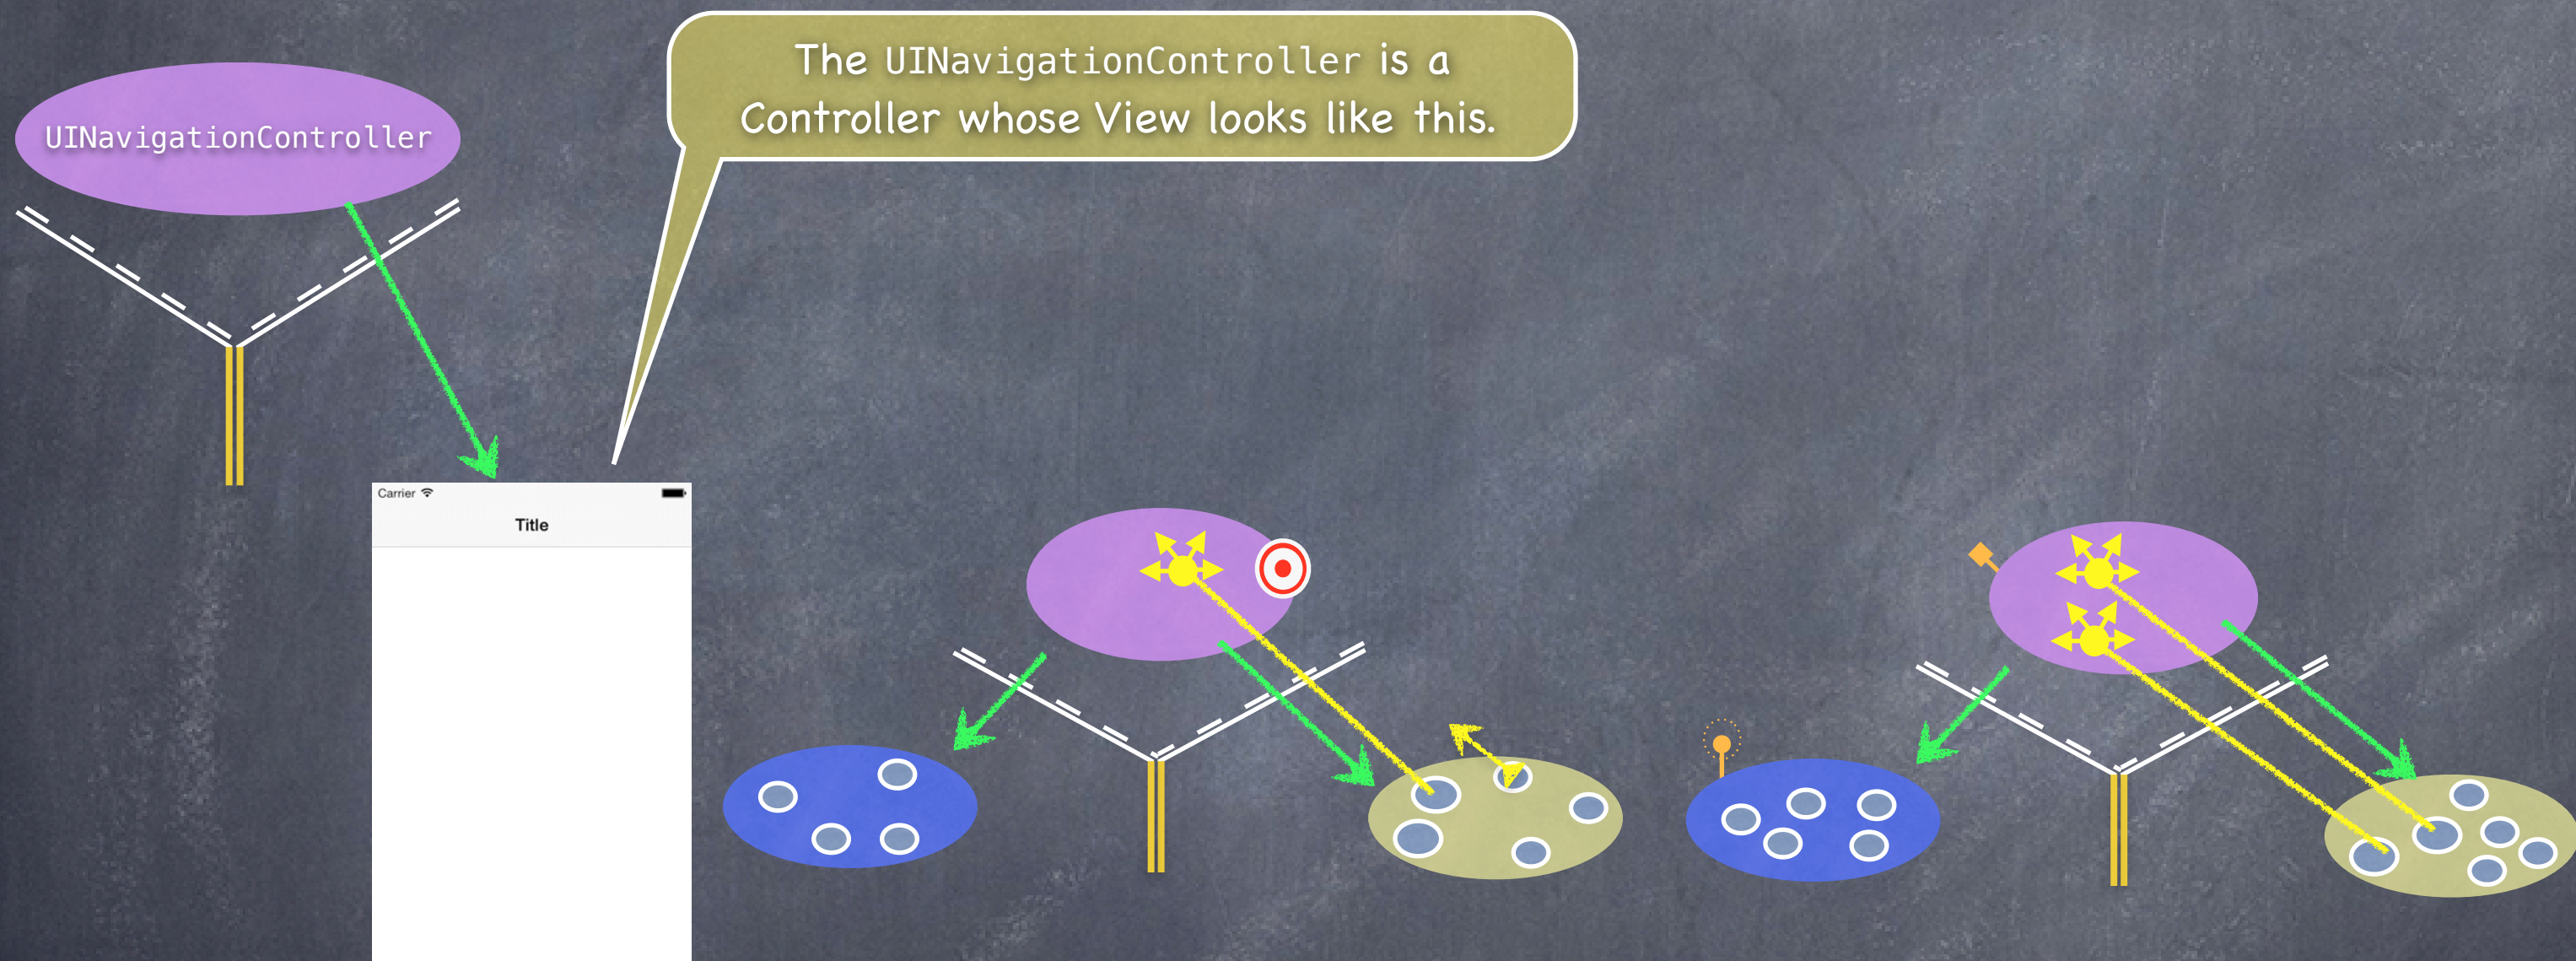 The UINavigationController is a
Controller whose View looks like this.
UINavigationController
Carrier
Title